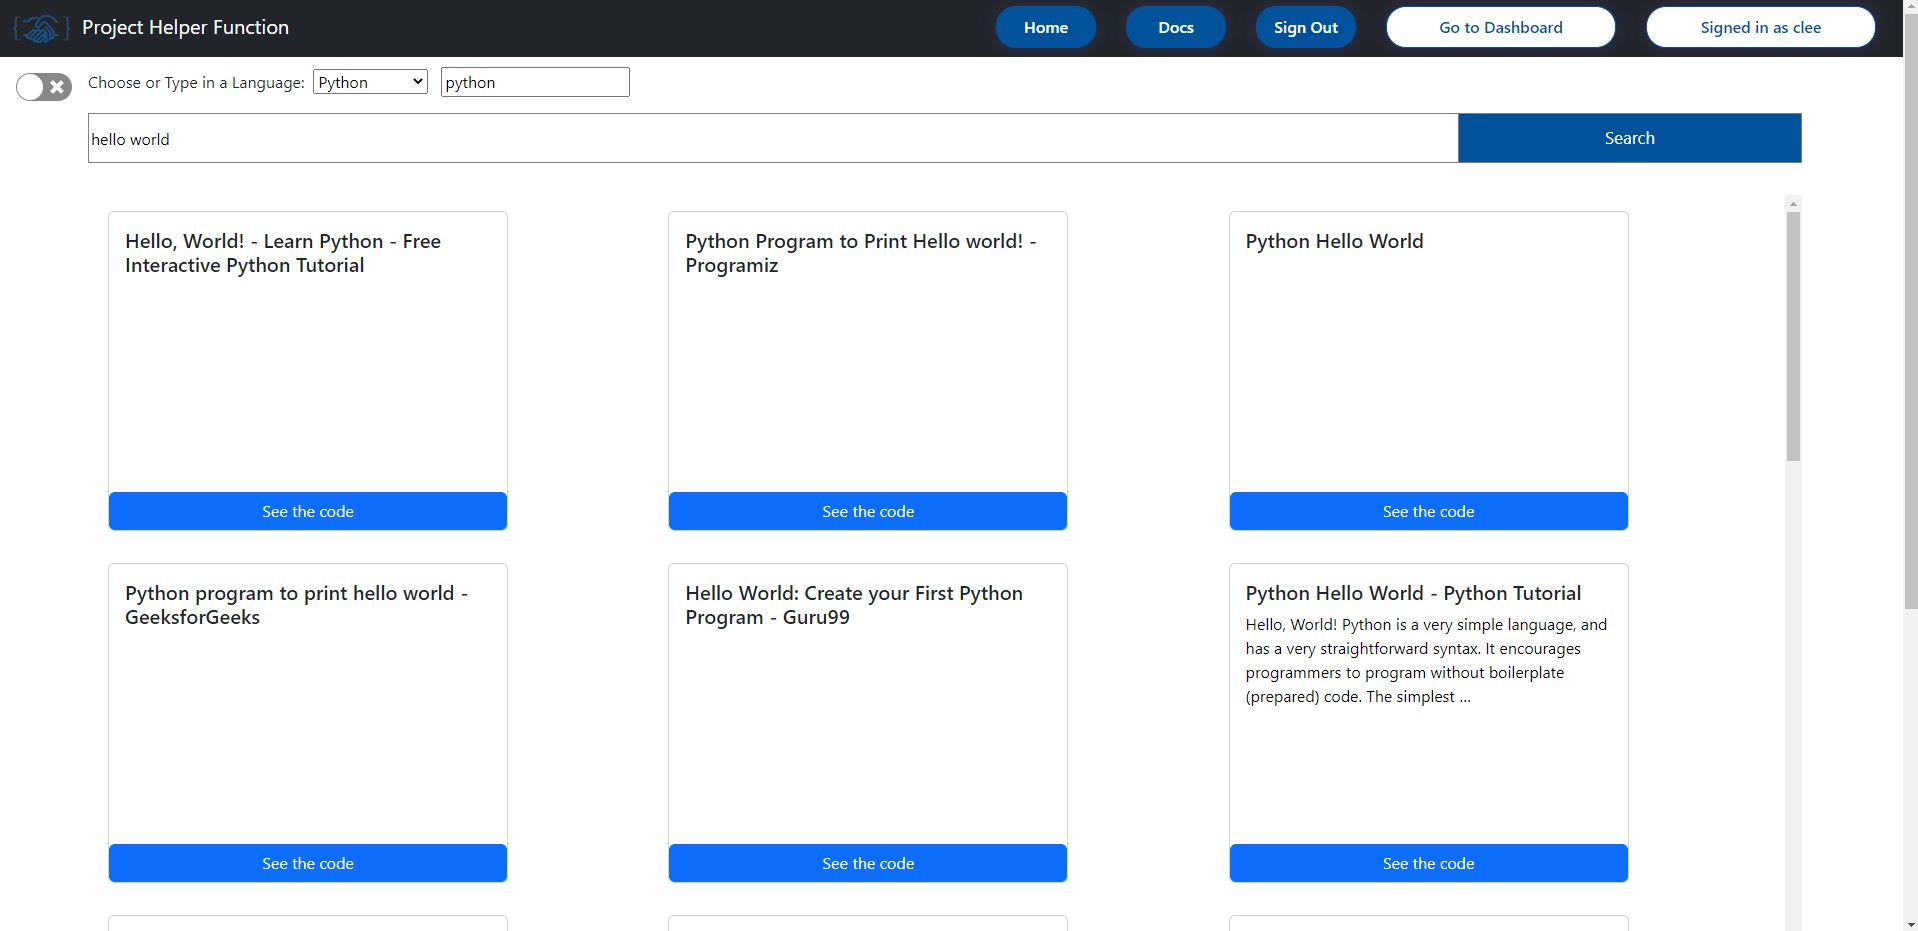 Project Helper Function
Home
Docs
Sign Out
Go to Dashboard
Signed in as clee
Choose or Type in a Language:
Python
python
hello world
Search
Hello, World! - Learn Python - Free
Interactive Python Tutorial
See the code
Python Program to Print Hello world! -
Programiz
See the code
Python Hello World
See the code
Python program to print hello world -
GeeksforGeeks
See the code
Hello World: Create your First Python
Program - Guru99
See the code
Python Hello World - Python Tutorial
Hello, World! Python is a very simple language, and
has a very straightforward syntax. It encourages
programmers to program without boilerplate
(prepared) code. The simplest ...
See the code